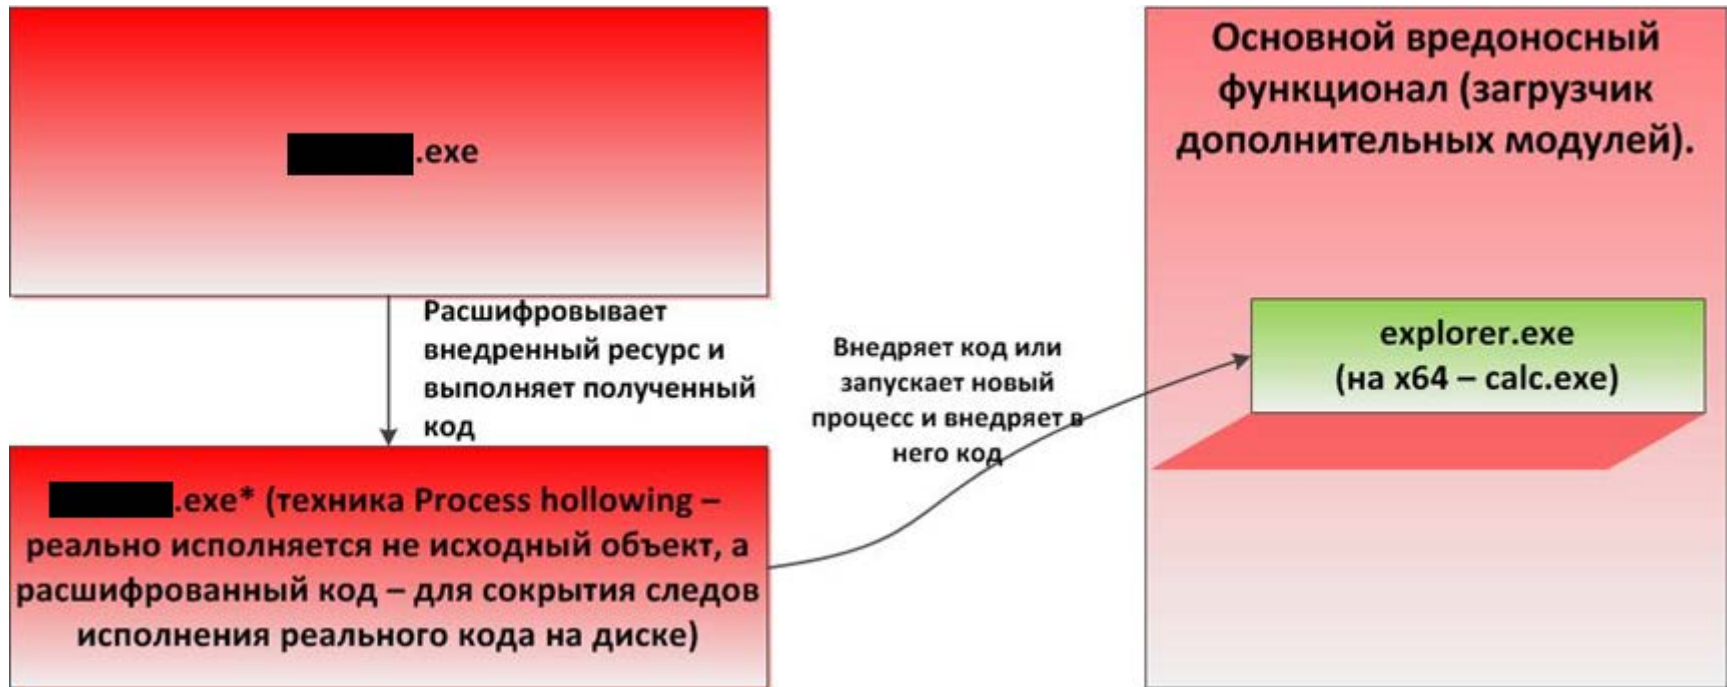 .exe
Расшифровывает
внедренный ресурс и
выполняет полученный
код
.exe* (техника Process hollowing –
реально исполняется не исходный объект, а
расшифрованный код – для сокрытия следов
исполнения реального кода на диске)
Внедряет код или
запускает новый
процесс и внедряет в
него код
Основной вредоносный
функционал (загрузчик
дополнительных модулей).
explorer.exe
(на x64 – calc.exe)